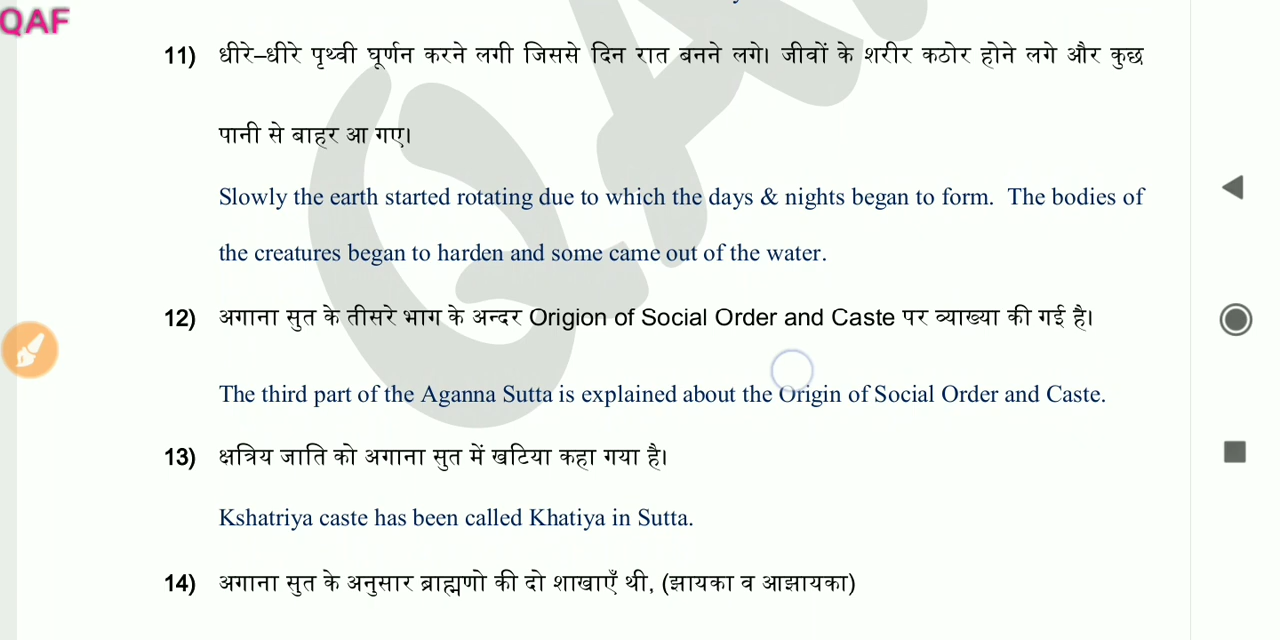 QAF
11) धीरे–धीरे पृथ्वी घूर्णन करने लगी जिससे दिन रात बनने लगे। जीवों के शरीर कठोर होने लगे और कुछ
पानी से बाहर आ गए।
Slowly the earth started rotating due to which the days & nights began to form. The bodies of
the creatures began to harden and some came out of the water.
12) अगाना सुत के तीसरे भाग के अन्दर Origion of Social Order and Caste पर व्याख्या की गई है।
The third part of the Aganna Sutta is explained about the Origin of Social Order and Caste.
13) क्षत्रिय जाति को अगाना सुत में खटिया कहा गया है।
Kshatriya caste has been called Khatiya in Sutta.
14) अगाना सुत के अनुसार ब्राह्मणो की दो शाखाएँ थी, (झायका व आझायका)